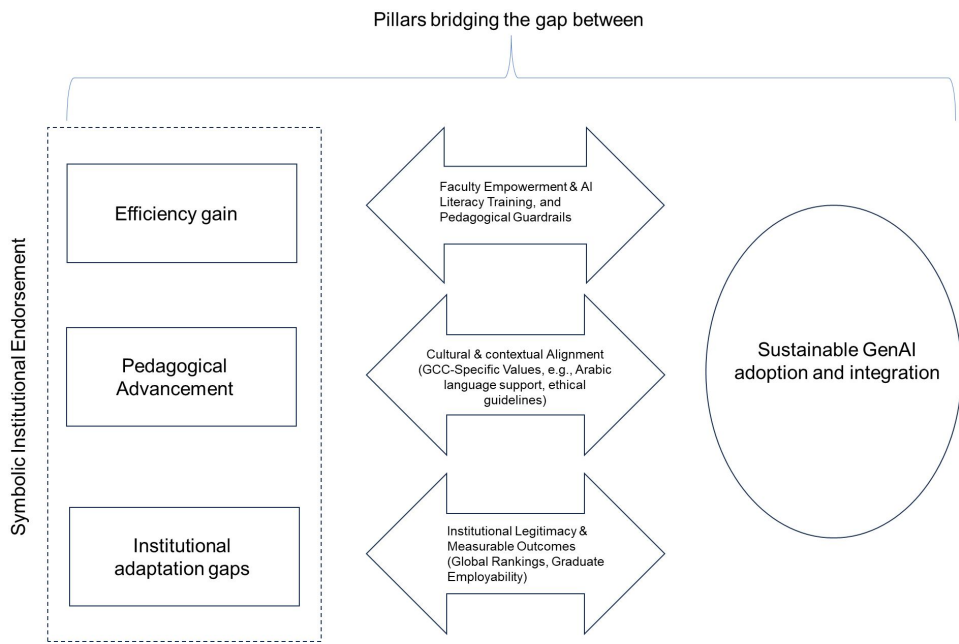 Pillars bridging the gap between
Symbolic Institutional Endorsement
Efficiency gain
Pedagogical
Advancement
Institutional
adaptation gaps
Faculty Empowerment & AI
Literacy Training, and
Pedagogical Guardrails
Cultural & contextual Alignment
(GCC-Specific Values, e.g., Arabic
language support, ethical
guidelines)
Institutional Legitimacy &
Measurable Outcomes
(Global Rankings, Graduate
Employability)
Sustainable GenAI
adoption and integration